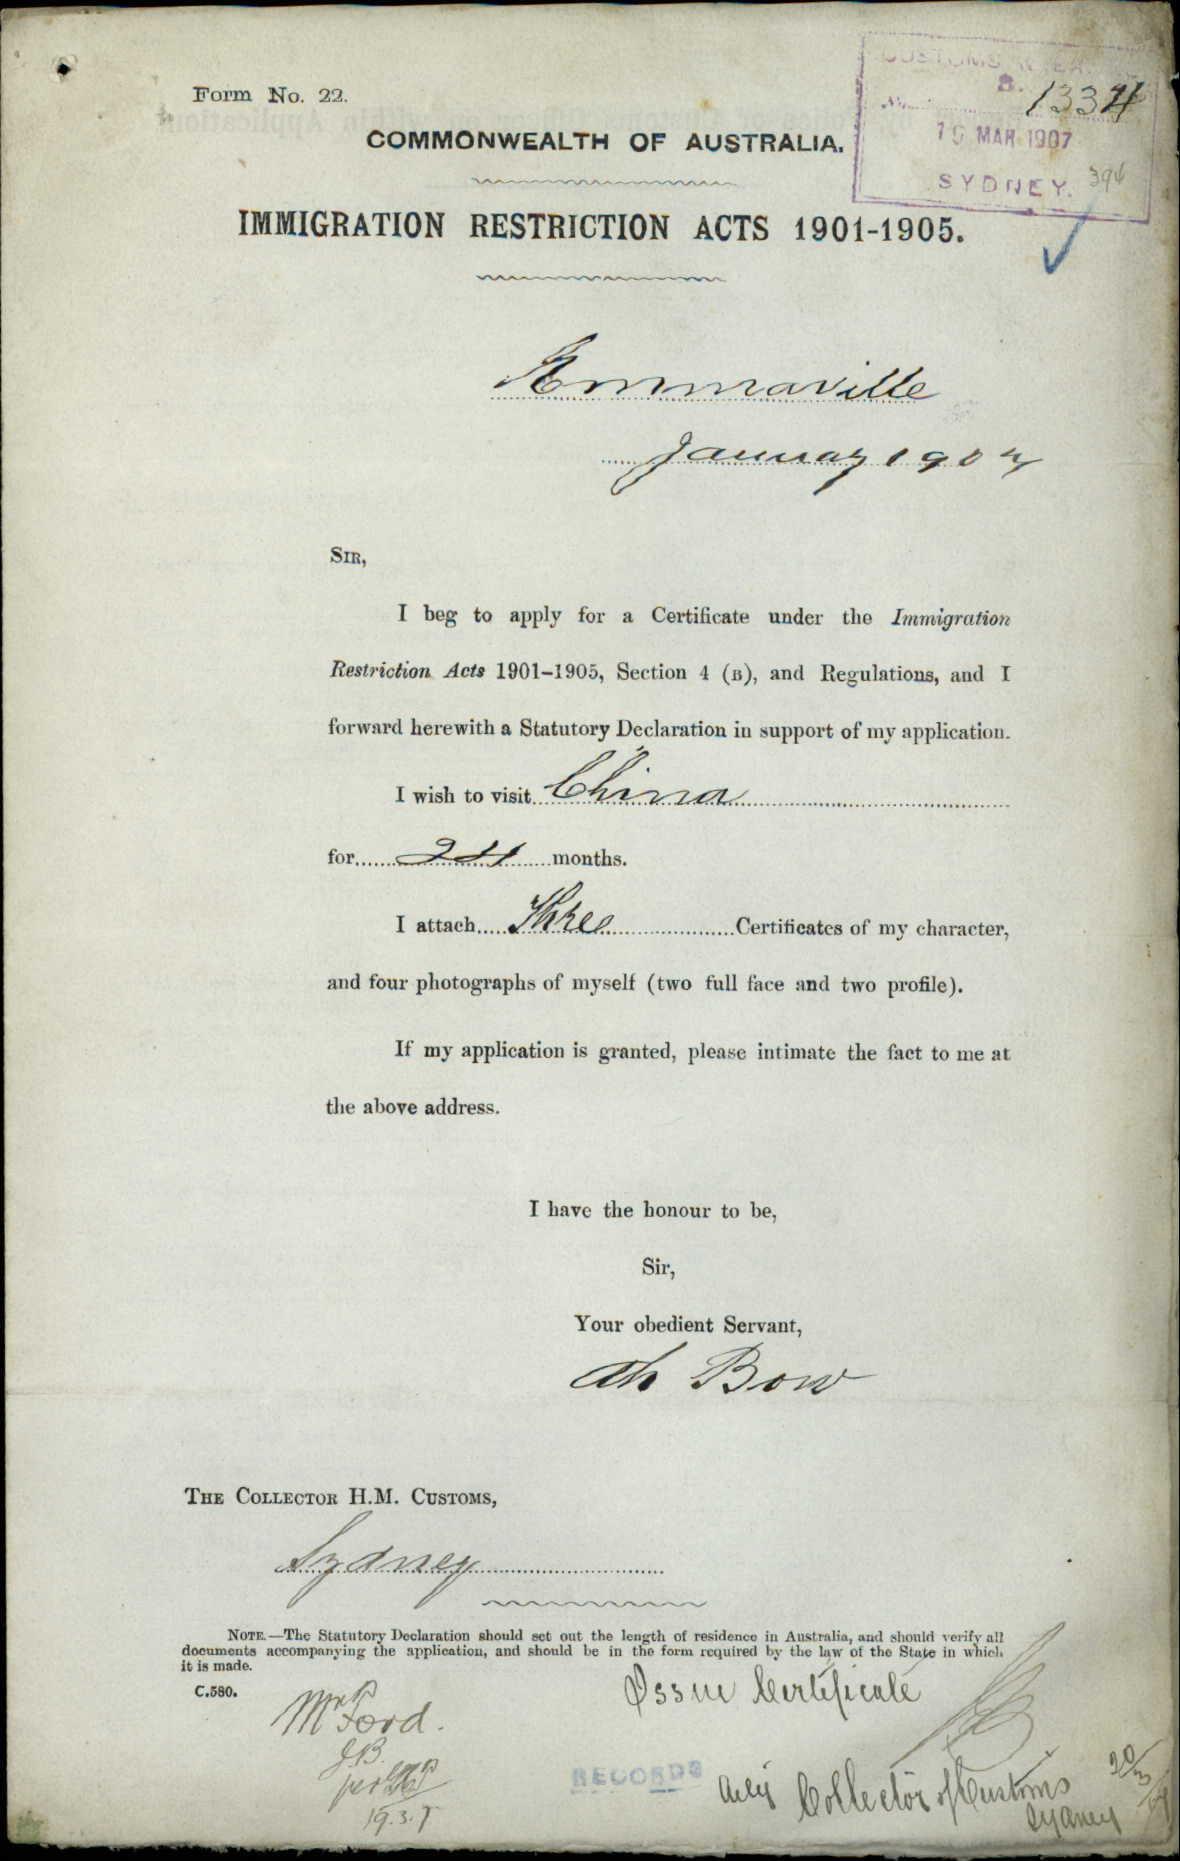 Form No. 22.
1334
19 MAR 1907
SYDNEY.
394
COMMONWEALTH OF AUSTRALIA.
IMMIGRATION RESTRICTION ACTS 1901-1905.
Emmaville
January 1907
SIR,
I beg to apply for a Certificate under the Immigration
Restriction Acts 1901-1905, Section 4 (B), and Regulations, and I
forward herewith a Statutory Declaration in support of my application.
I wish to visit China
for 24 months.
I attach Three Certificates of my character,
and four photographs of myself (two full face and two profile).
If my application is granted, please intimate the fact to me at
the above address.
I have the honour to be,
Sir,
Your obedient Servant,
Ah Bow
THE COLLECTOR H.M. CUSTOMS,
Sydney
NOTE.—The Statutory Declaration should set out the length of residence in Australia, and should verify all
documents accompanying the application, and should be in the form required by the law of the State in which
it is made.
C.580.
Issue Certificate
Ford.
19.3.7
RECORDS
Collector of Customs
Sydney